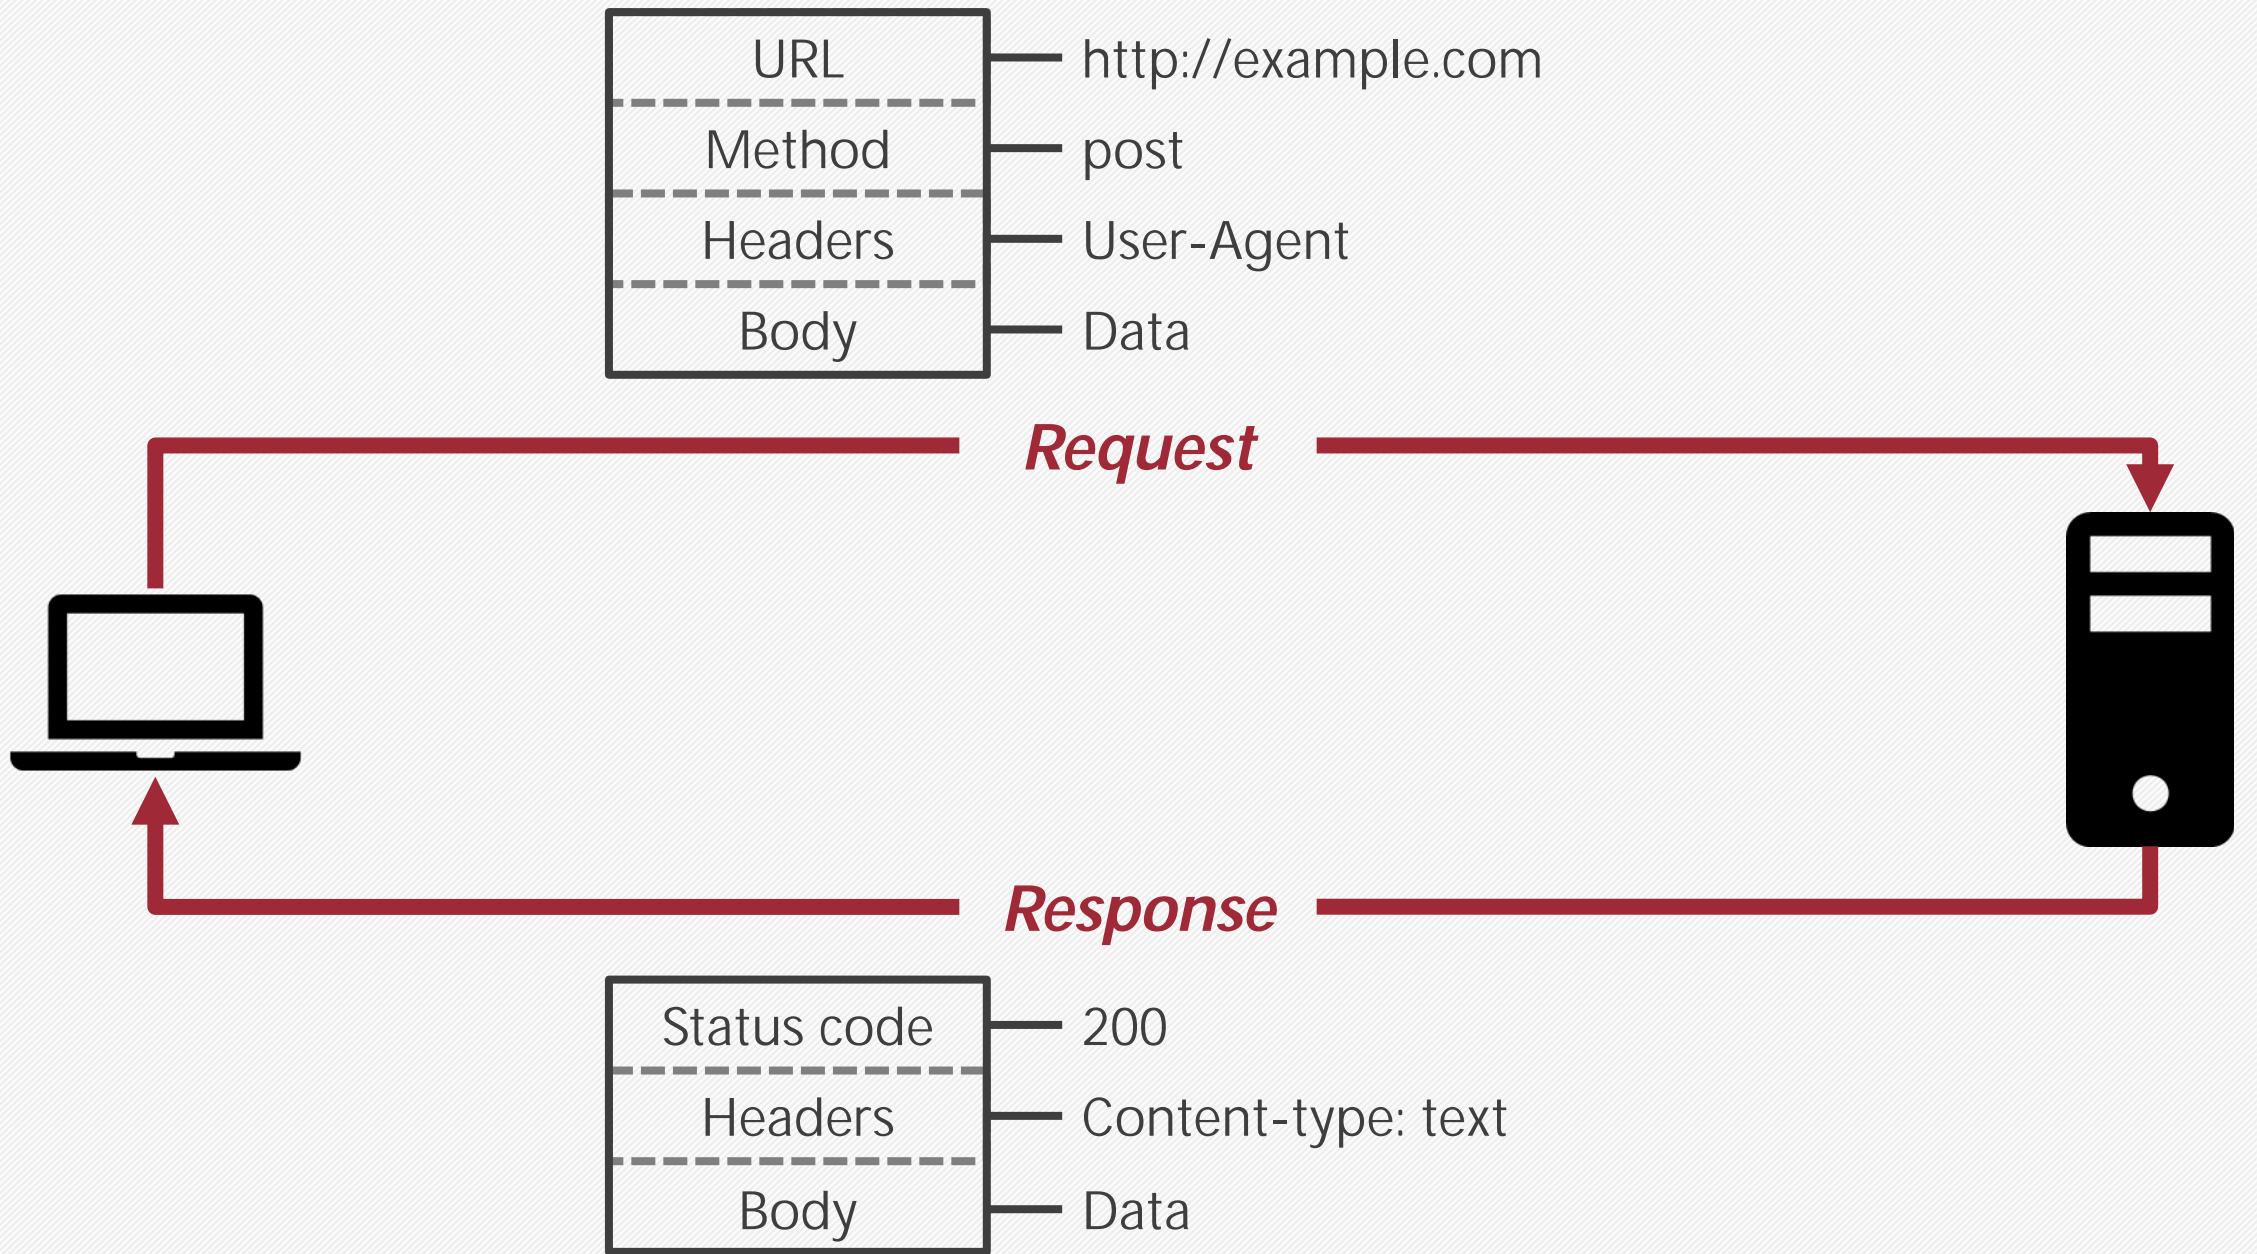 URL http://example.com
Method post
Headers User-Agent
Body Data
Request
Response
Status code 200
Headers Content-type: text
Body Data